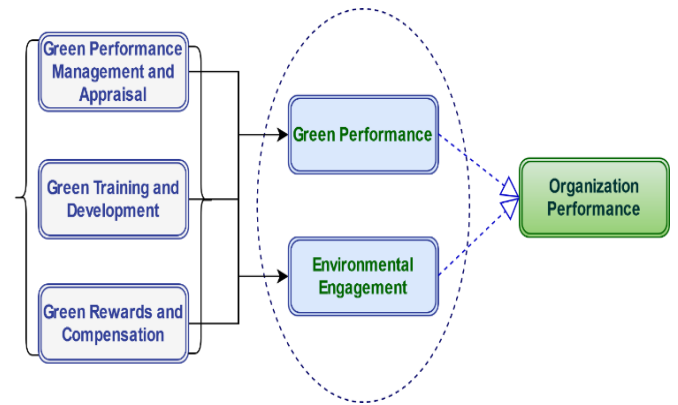 Green Performance
Management and
Appraisal
Green Training and
Development
Green Rewards and
Compensation
Green Performance
Environmental
Engagement
Organization
Performance